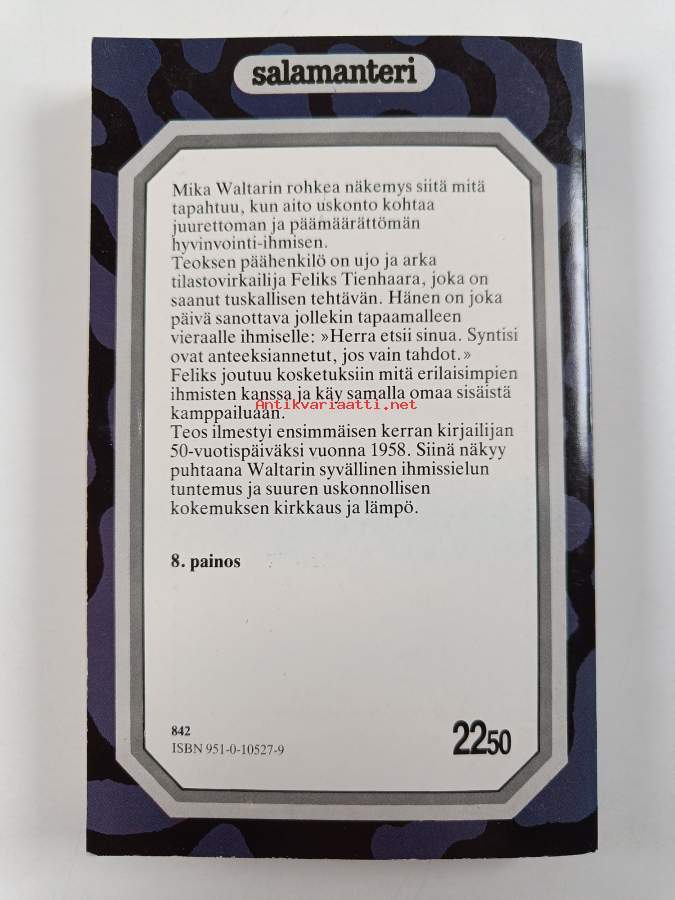 salamanteri
Mika Waltarin rohkea näkemys siitä mitä
tapahtuu, kun aito uskonto kohtaa
juurettoman ja päämäärättömän
hyvinvointi-ihmisen.
Teoksen päähenkilö on ujo ja arka
tilastovirkailija Feliks Tienhaara, joka on
saanut tuskallisen tehtävän. Hänen on joka
päivä sanottava jollekin tapaamalleen
vieraalle ihmiselle: »Herra etsii sinua. Syntisi
ovat anteeksiannetut, jos vain tahdot.»
Feliks joutuu kosketuksiin mitä erilaisimpien
ihmisten kanssa ja käy samalla omaa sisäistä
kamppailuaan.
Antikvariaatti.net
Teos ilmestyi ensimmäisen kerran kirjailijan
50-vuotispäiväksi vuonna 1958. Siinä näkyy
puhtaana Waltarin syvällinen ihmissielun
tuntemus ja suuren uskonnollisen
kokemuksen kirkkaus ja lämpö.
8. painos
842
ISBN 951-0-10527-9
2250